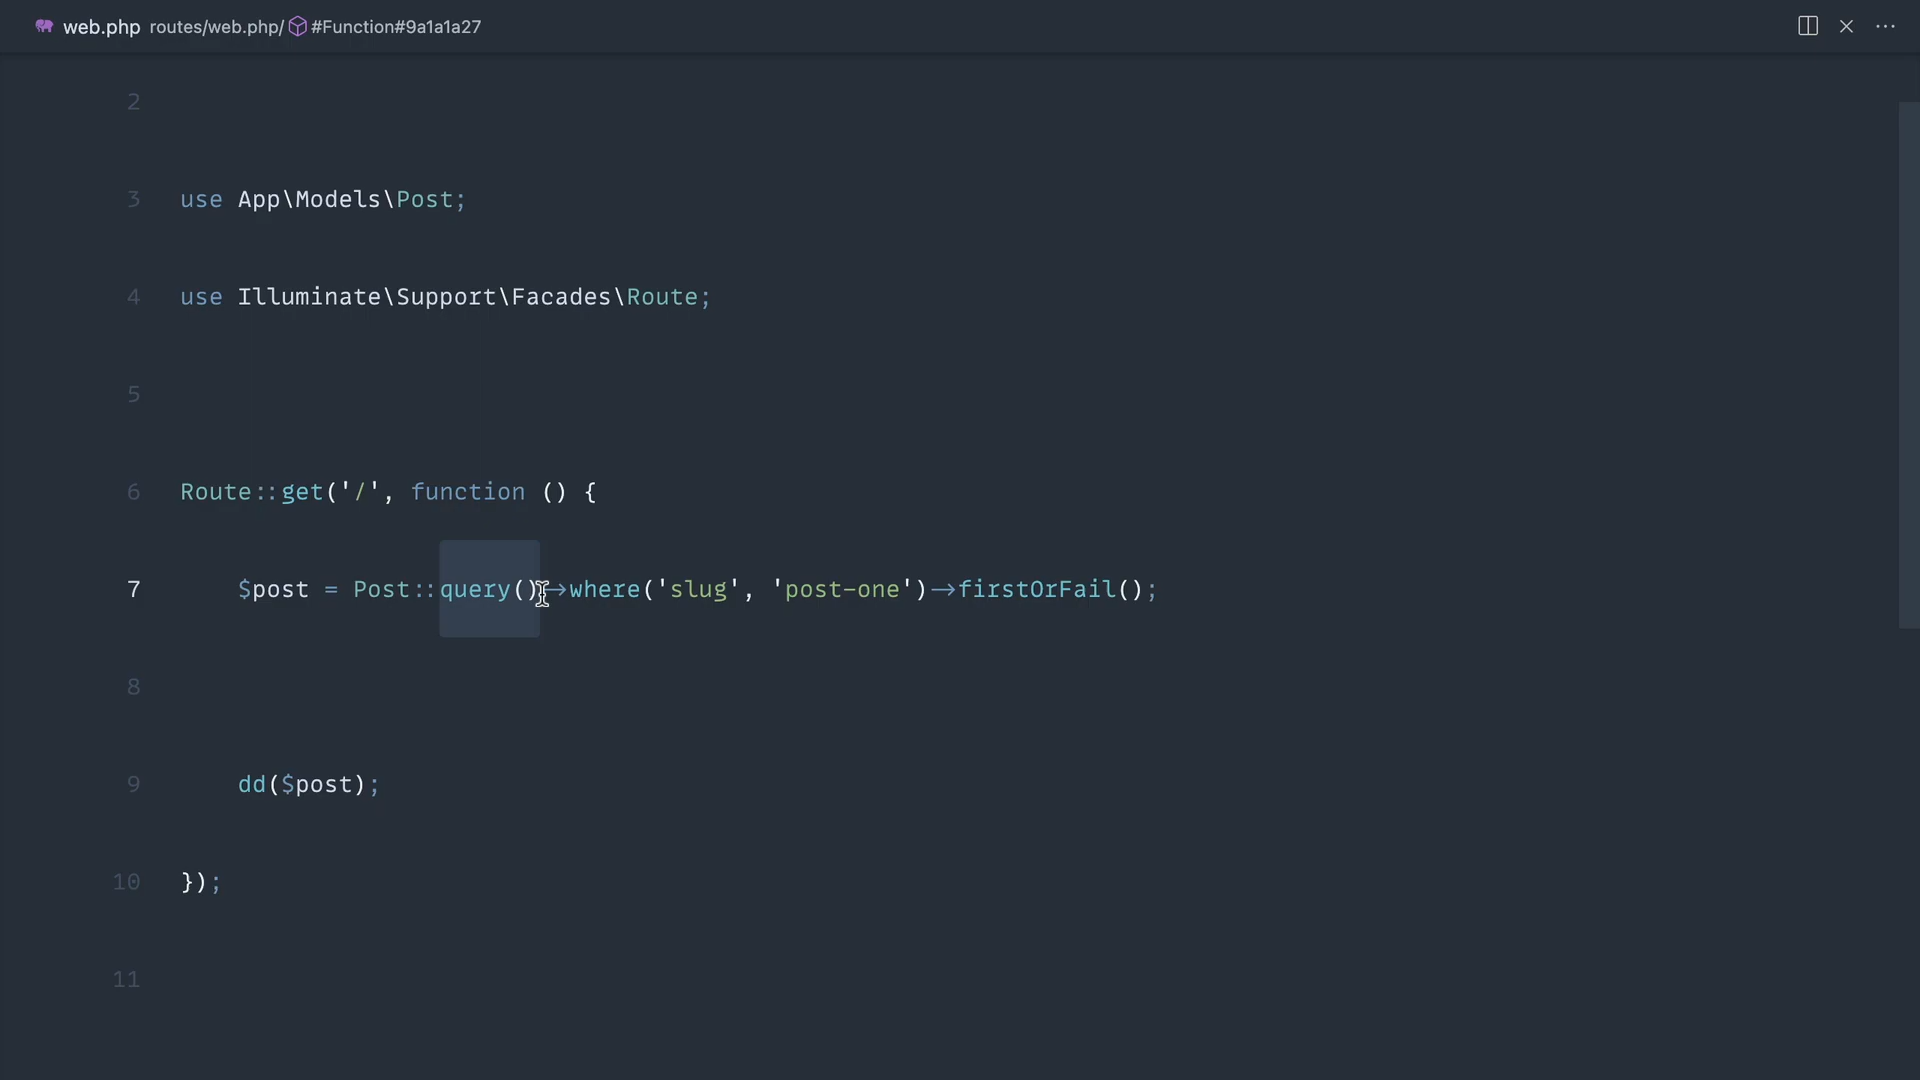 web.php routes/web.php/ #Function#9a1a1a27
2
3 use App\Models\Post;
4 use Illuminate\Support\Facades\Route;
5
6 Route::get('/', function () {
7 $post = Post::query()->where('slug', 'post-one')->firstOrFail();
8
9 dd($post);
10 });
11